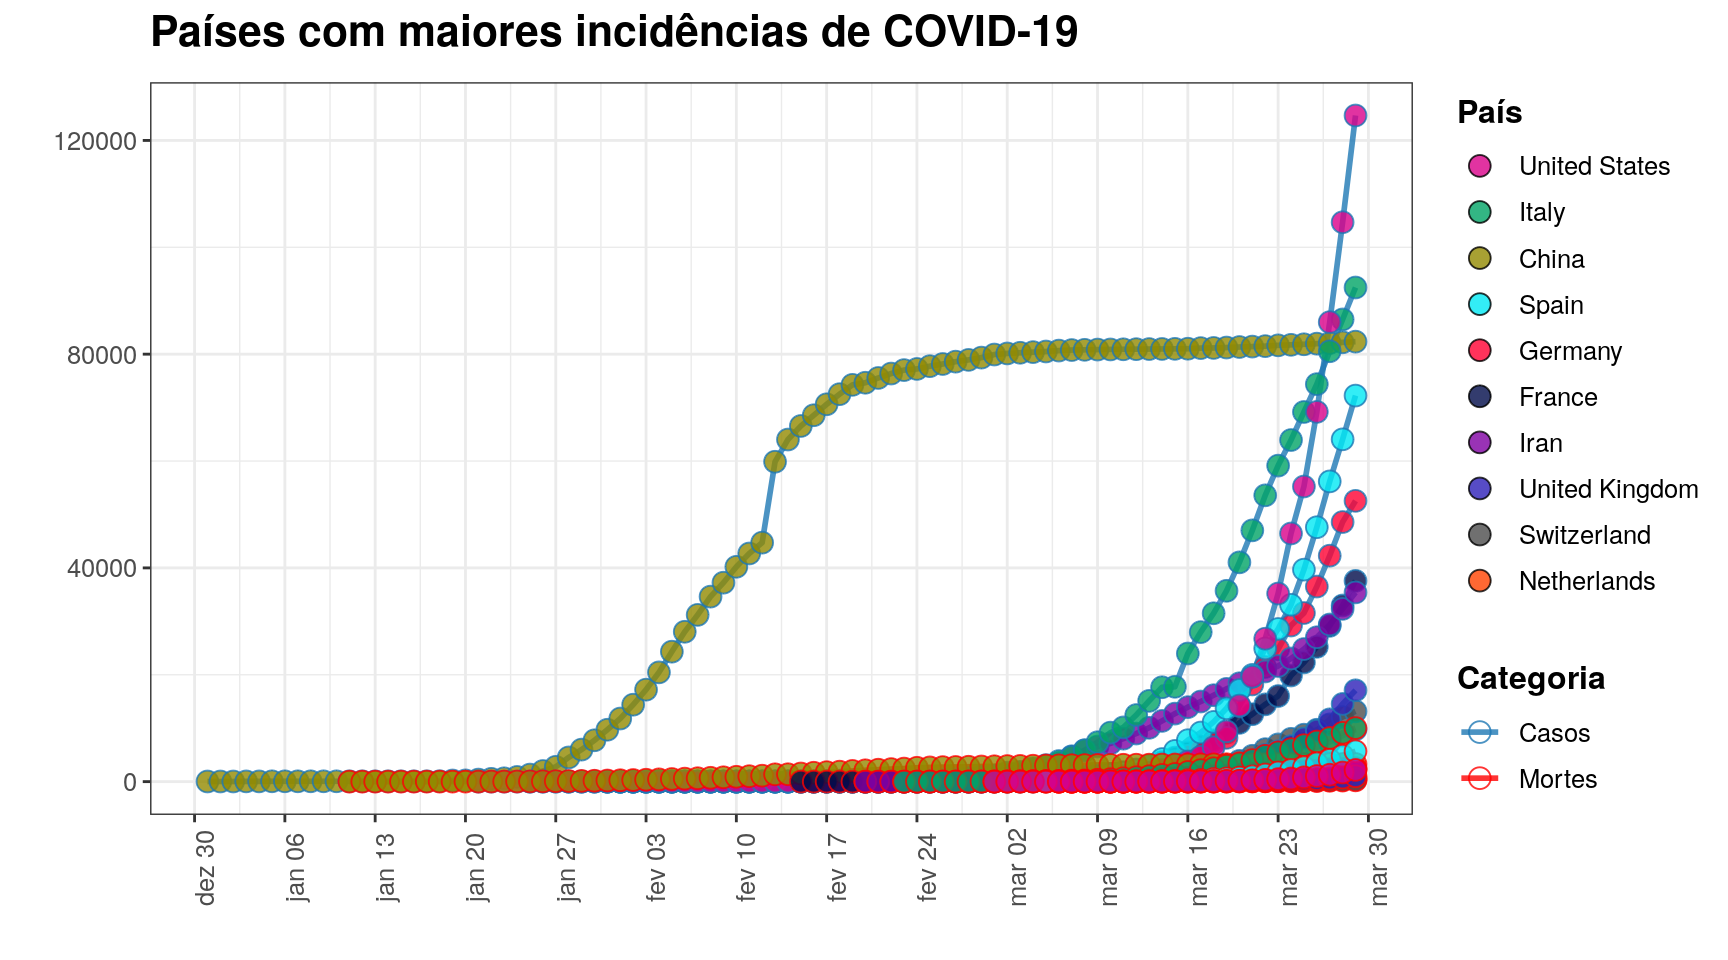 Países com maiores incidências de COVID-19
120000
80000
40000
0
dez 30
jan 06
jan 13
jan 20
jan 27
fev 03
fev 10
fev 17
fev 24
mar 02
mar 09
mar 16
mar 23
mar 30
País
United States
Italy
China
Spain
Germany
France
Iran
United Kingdom
Switzerland
Netherlands
Categoria
Casos
Mortes